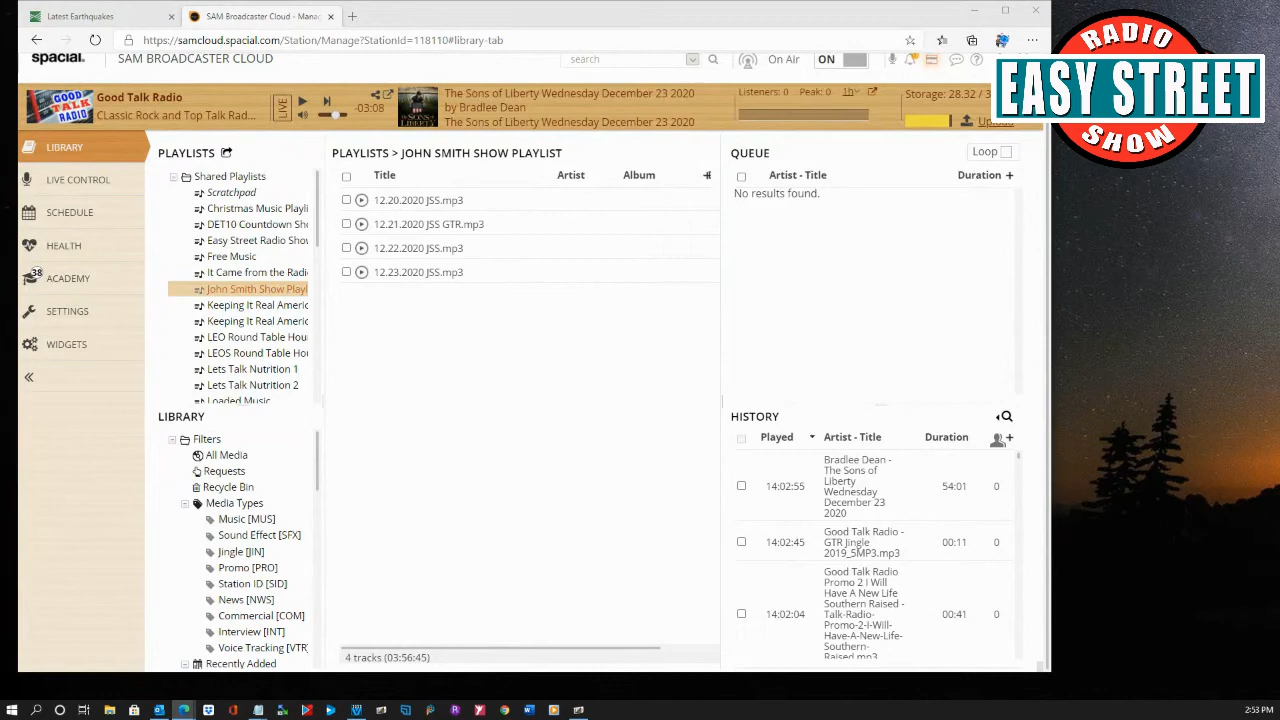 Latest Earthquakes
SAM Broadcaster Cloud - Mana
https://samcloud.spacial.com/Station/Manage?StationId=118110#library-tab
spacial.
SAM BROADCASTER CLOUD
search
On Air
ON
Good Talk Radio
Classic Rock and Top Talk Rad...
LIVE
-03:08
The Sons of Liberty Wednesday December 23 2020
by Bradlee Dean
The Sons of Liberty Wednesday December 23 2020
Listeners: 0 Peak: 0 1h
Storage: 28.32 / 3
Upload
RADIO
EASY STREET
SHOW
GOOD
TALK
RADIO
LIBRARY
LIVE CONTROL
SCHEDULE
HEALTH
38
ACADEMY
SETTINGS
WIDGETS
PLAYLISTS
Shared Playlists
Scratchpad
Christmas Music Playli
DET10 Countdown Sho
Easy Street Radio Show
Free Music
It Came from the Radi
John Smith Show Playl
Keeping It Real Americ
Keeping It Real Americ
LEO Round Table Hou
LEOS Round Table Ho
Lets Talk Nutrition 1
Lets Talk Nutrition 2
Loaded Music
PLAYLISTS > JOHN SMITH SHOW PLAYLIST
Title Artist Album
12.20.2020 JSS.mp3
12.21.2020 JSS GTR.mp3
12.22.2020 JSS.mp3
12.23.2020 JSS.mp3
4 tracks (03:56:45)
QUEUE
Loop
Artist - Title Duration +
No results found.
LIBRARY
Filters
All Media
Requests
Recycle Bin
Media Types
Music [MUS]
Sound Effect [SFX]
Jingle [JIN]
Promo [PRO]
Station ID [SID]
News [NWS]
Commercial [COM]
Interview [INT]
Voice Tracking [VTR]
Recently Added
HISTORY
Played Artist - Title Duration +
14:02:55
Bradlee Dean -
The Sons of
Liberty
Wednesday
December 23
2020
54:01 0
14:02:45
Good Talk Radio -
GTR Jingle
2019_5MP3.mp3
00:11 0
14:02:04
Good Talk Radio
Promo 2 I Will
Have A New Life
Southern Raised -
Talk-Radio-
Promo-2-I-Will-
Have-A-New-Life-
Southern-
Raised.mp3
00:41 0
2:53 PM